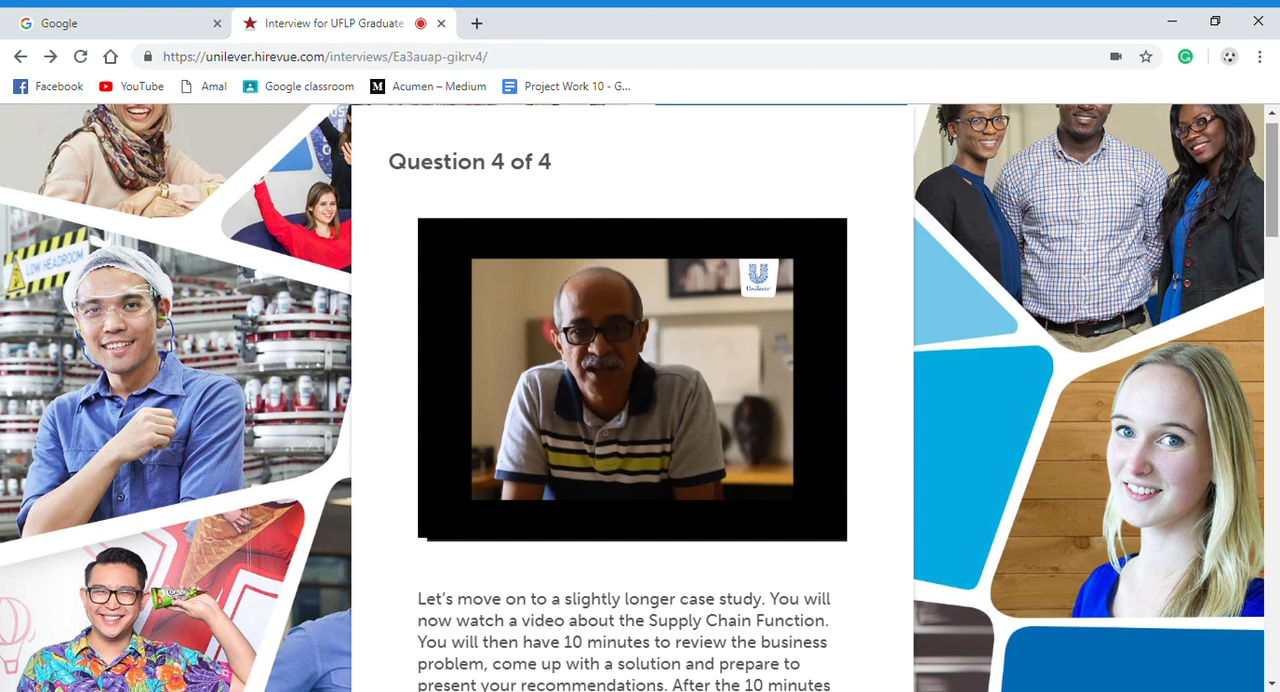 Google
Interview for UFLP Graduate
https://unilever.hirevue.com/interviews/Ea3auap-gikrv4/
Facebook
YouTube
Amal
Google classroom
Acumen – Medium
Project Work 10 - G...
LOW HEADROOM
Question 4 of 4
Unilever
Let's move on to a slightly longer case study. You will
now watch a video about the Supply Chain Function.
You will then have 10 minutes to review the business
problem, come up with a solution and prepare to
present your recommendations. After the 10 minutes